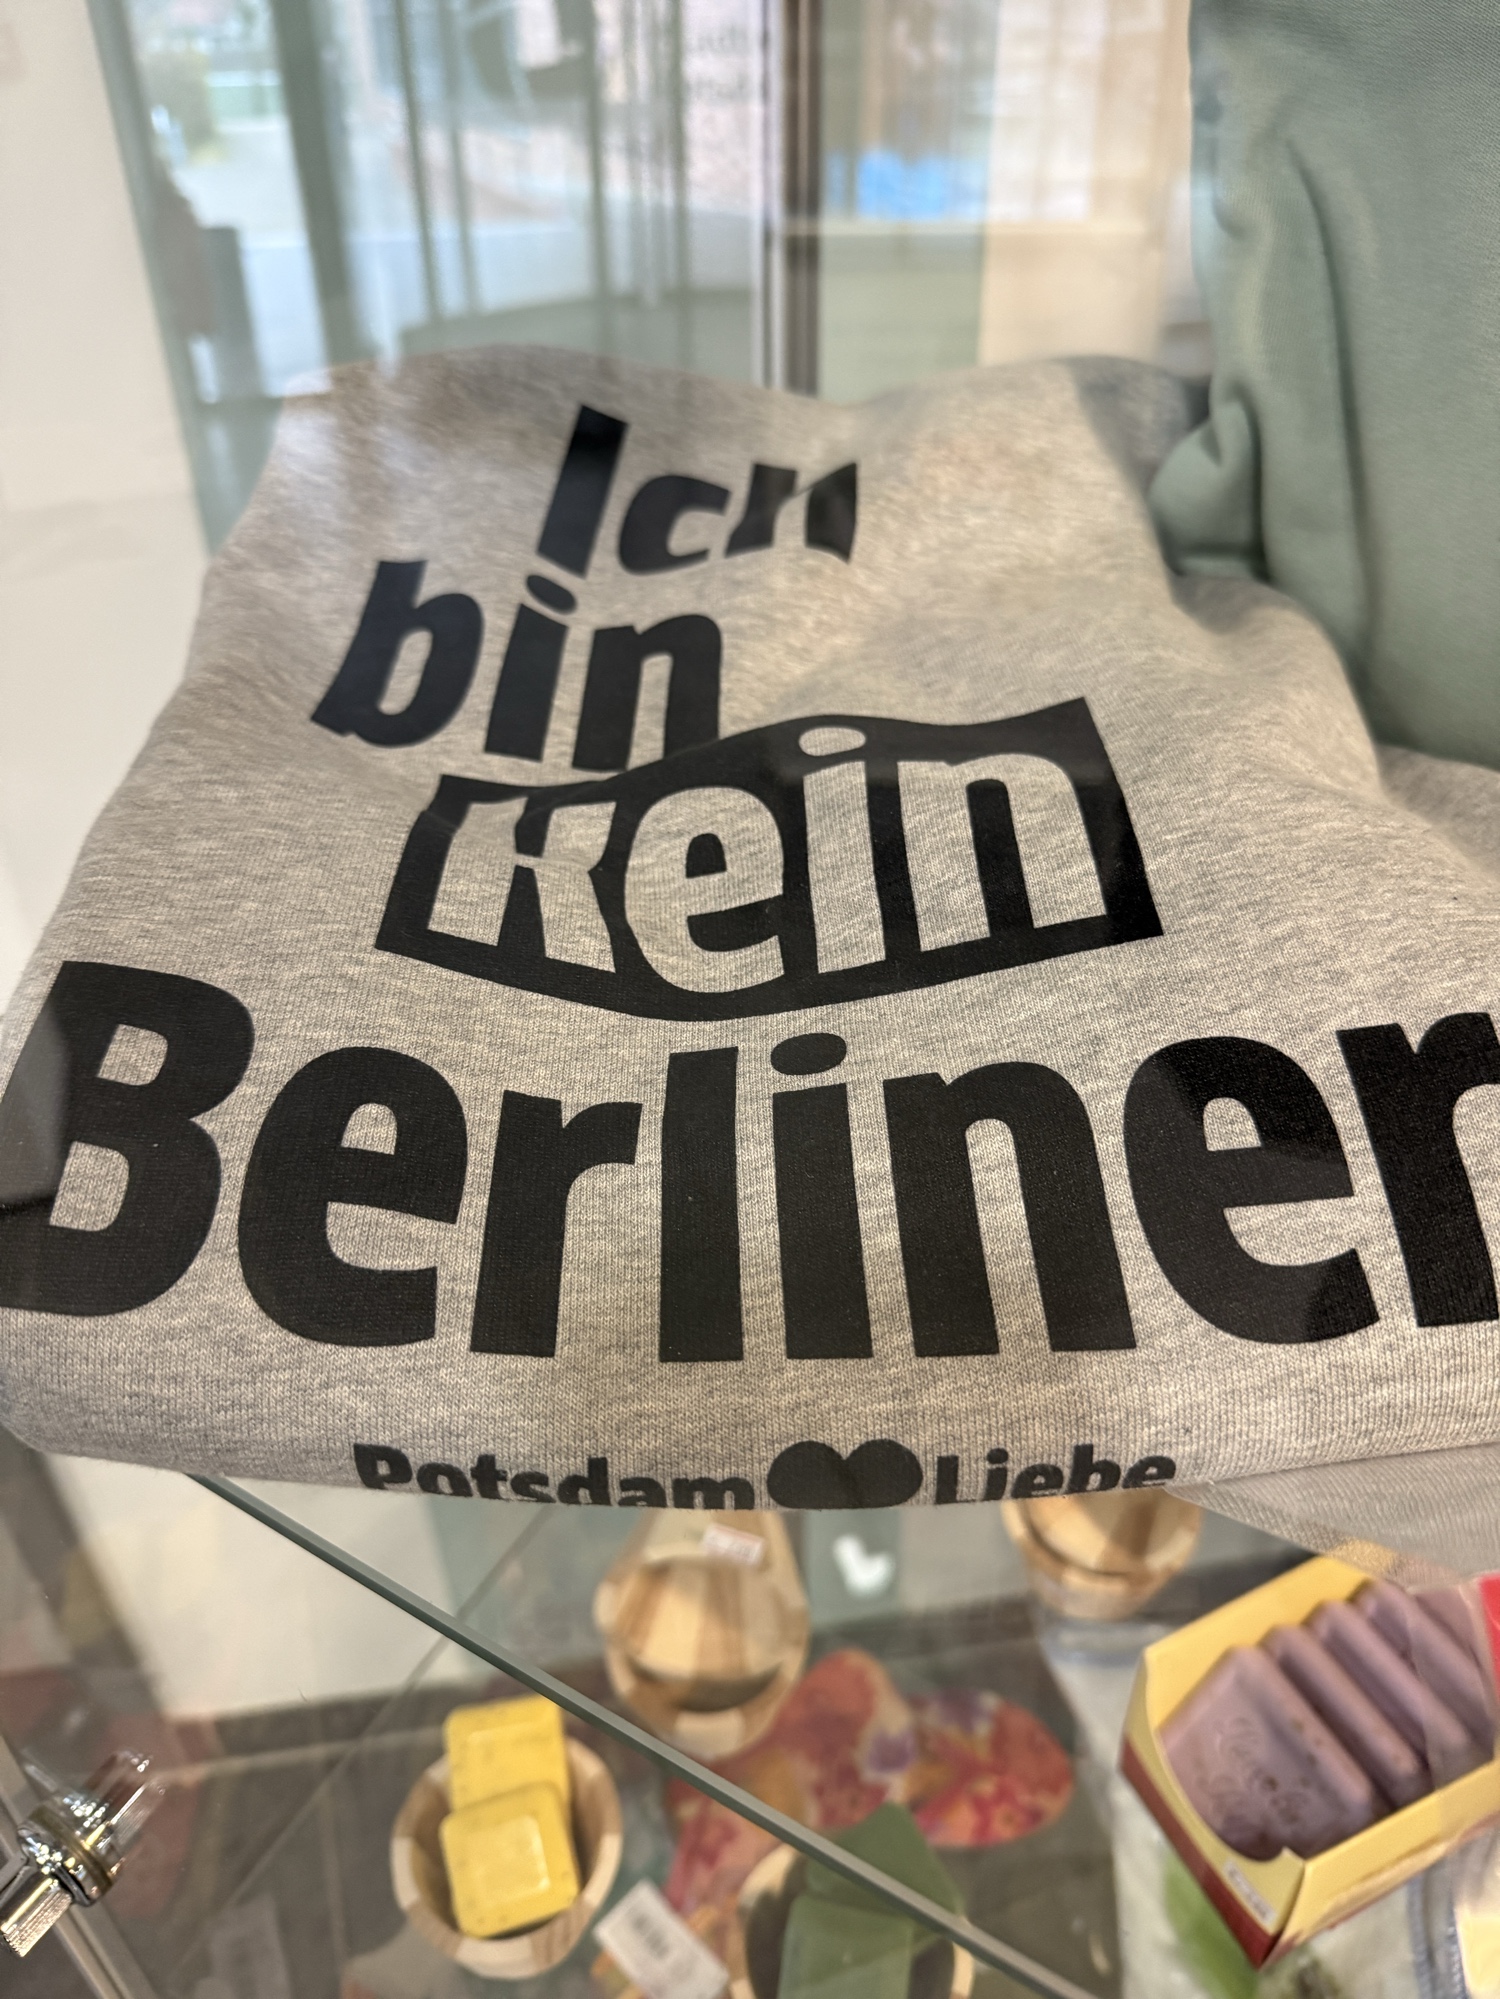 Ich
bin
Kein
Berliner
Potsdam Liebe